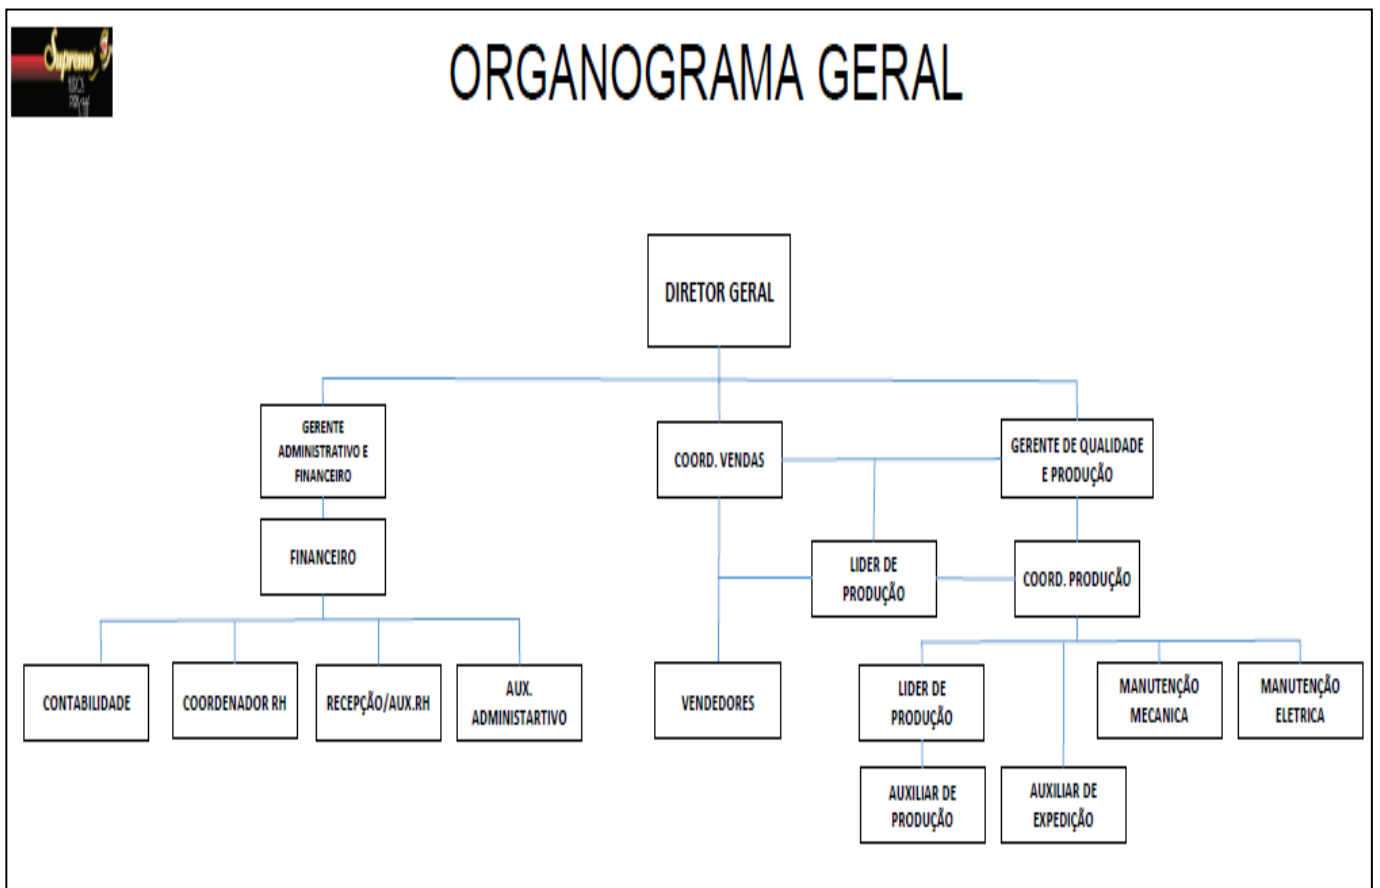 Supremo
ORGANOGRAMA GERAL
DIRETOR GERAL
GERENTE
ADMINISTRATIVO E
FINANCEIRO
COORD. VENDAS
GERENTE DE QUALIDADE
E PRODUÇÃO
FINANCEIRO
LIDER DE
PRODUÇÃO
COORD. PRODUÇÃO
CONTABILIDADE
COORDENADOR RH
RECEPÇÃO/AUX.RH
AUX.
ADMINISTARTIVO
VENDEDORES
LIDER DE
PRODUÇÃO
MANUTENÇÃO
MECANICA
MANUTENÇÃO
ELETRICA
AUXILIAR DE
PRODUÇÃO
AUXILIAR DE
EXPEDIÇÃO